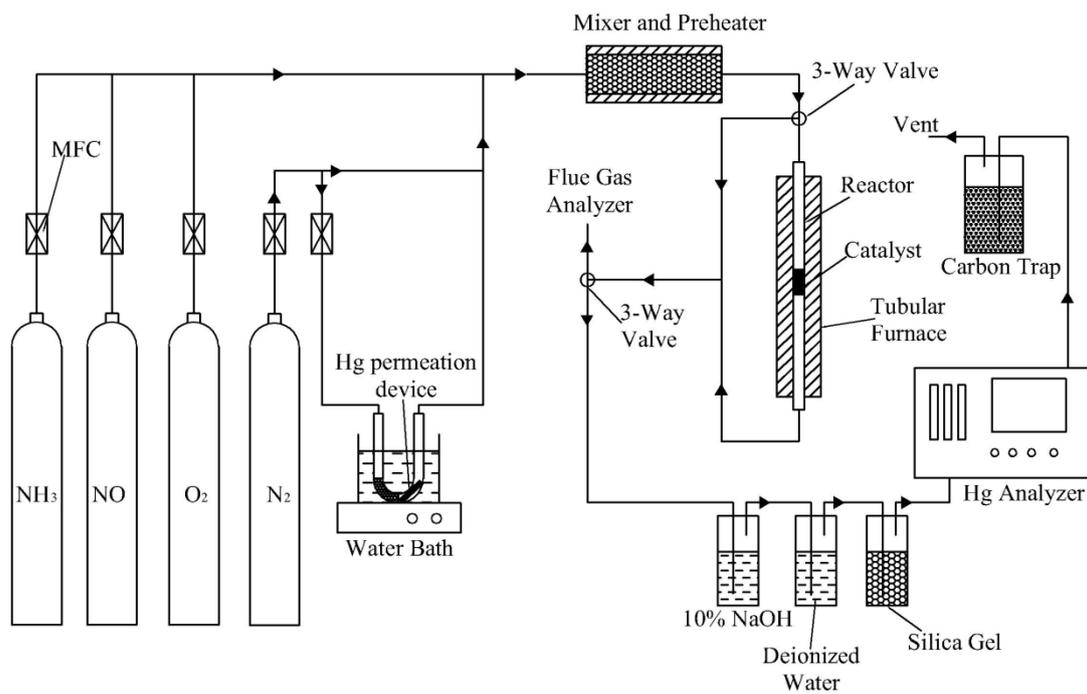 Mixer and Preheater
3-Way Valve
MFC
Vent
Flue Gas
Analyzer
Reactor
Catalyst
Carbon Trap
3-Way
Valve
Tubular
Furnace
Hg permeation
device
NH₃
NO
O₂
N₂
Hg Analyzer
Water Bath
10% NaOH
Deionized
Water
Silica Gel